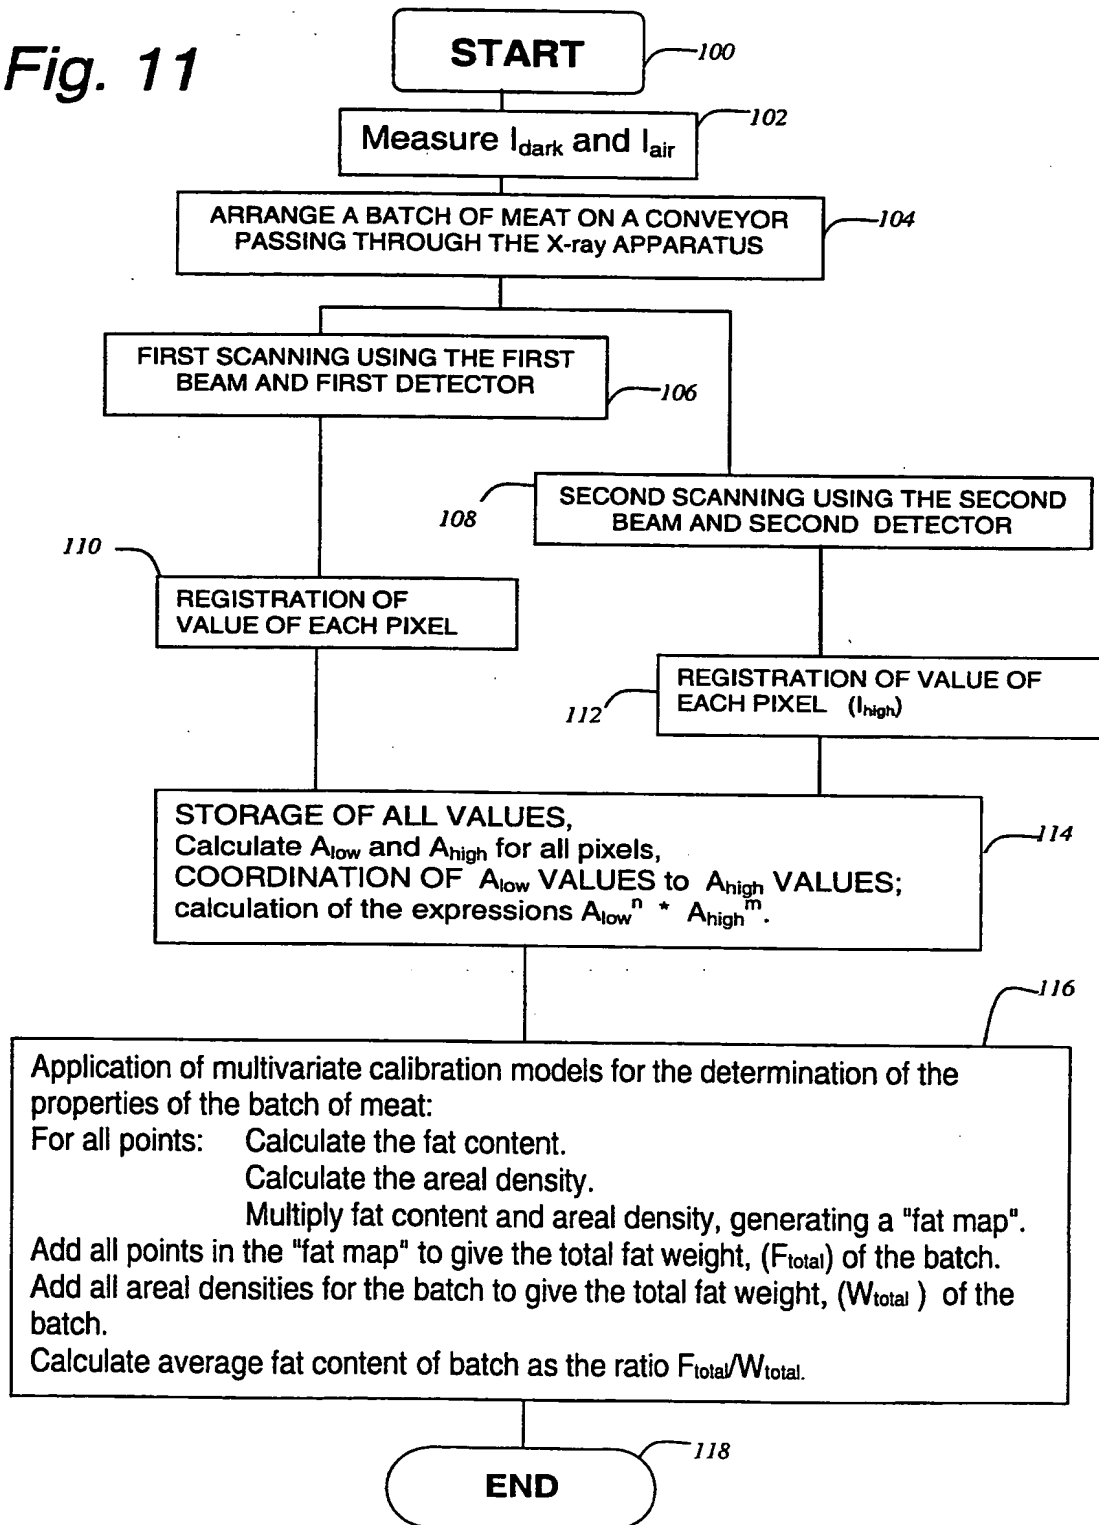 Fig. 11
START
100
Measure Idark and Iair
102
ARRANGE A BATCH OF MEAT ON A CONVEYOR
PASSING THROUGH THE X-ray APPARATUS
104
FIRST SCANNING USING THE FIRST
BEAM AND FIRST DETECTOR
106
SECOND SCANNING USING THE SECOND
BEAM AND SECOND DETECTOR
108
110
REGISTRATION OF
VALUE OF EACH PIXEL
REGISTRATION OF VALUE OF
EACH PIXEL (Ihigh)
112
STORAGE OF ALL VALUES,
Calculate Alow and Ahigh for all pixels,
COORDINATION OF Alow VALUES to Ahigh VALUES;
calculation of the expressions Alow^n * Ahigh^m.
114
116
Application of multivariate calibration models for the determination of the
properties of the batch of meat:
For all points: Calculate the fat content.
Calculate the areal density.
Multiply fat content and areal density, generating a "fat map".
Add all points in the "fat map" to give the total fat weight, (Ftotal) of the batch.
Add all areal densities for the batch to give the total fat weight, (Wtotal ) of the
batch.
Calculate average fat content of batch as the ratio Ftotal/Wtotal.
118
END